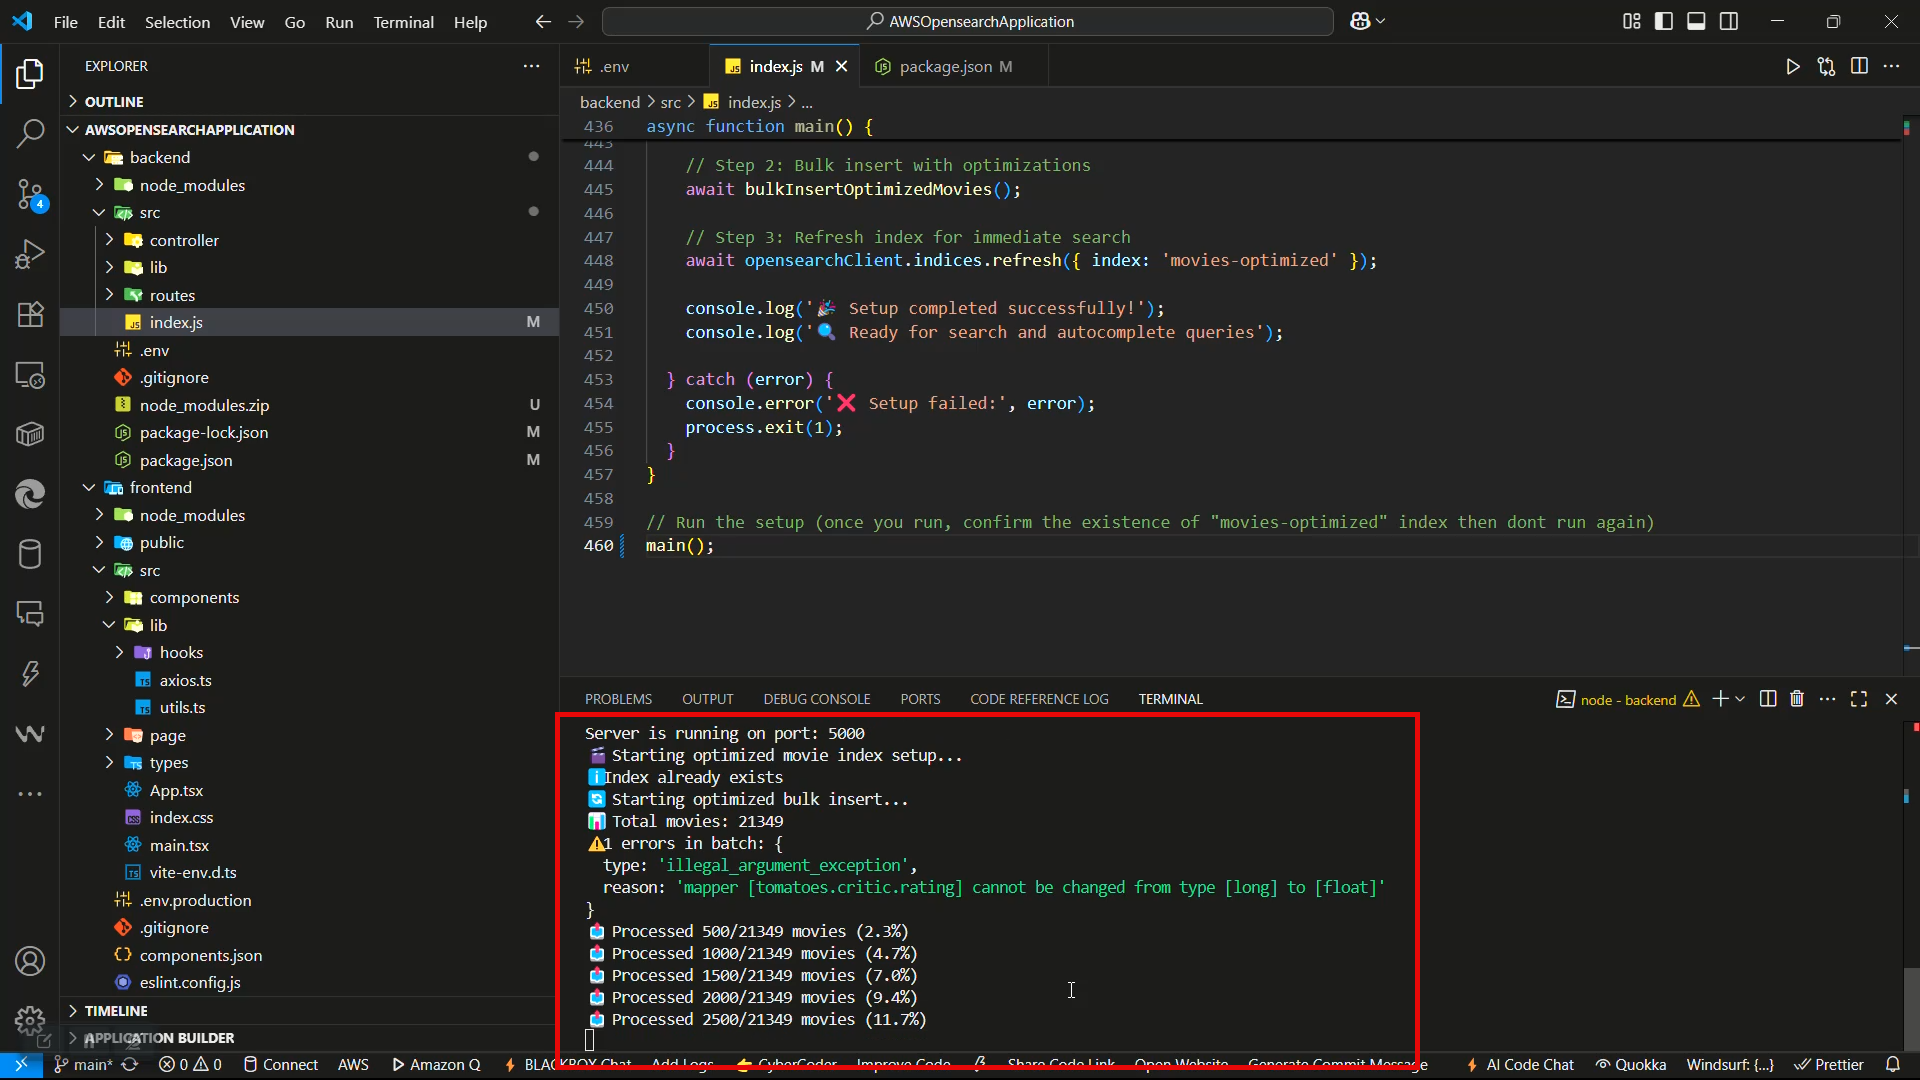 File Edit Selection View Go Run Terminal Help
AWSOpensearchApplication
EXPLORER
OUTLINE
AWSOPENSEARCHAPPLICATION
backend
node_modules
src
controller
lib
routes
index.js M
.env
.gitignore
node_modules.zip U
package-lock.json M
package.json M
frontend
node_modules
public
src
components
lib
hooks
axios.ts
utils.ts
page
types
App.tsx
index.css
main.tsx
vite-env.d.ts
.env.production
.gitignore
components.json
eslint.config.js
TIMELINE
APPLICATION BUILDER
4
.env
index.js M
package.json M
backend > src > index.js > ...
436 async function main() {
443
444 // Step 2: Bulk insert with optimizations
445 await bulkInsertOptimizedMovies();
446
447 // Step 3: Refresh index for immediate search
448 await opensearchClient.indices.refresh({ index: 'movies-optimized' });
449
450 console.log('🎉 Setup completed successfully!');
451 console.log('🔍 Ready for search and autocomplete queries');
452
453 } catch (error) {
454 console.error('❌ Setup failed:', error);
455 process.exit(1);
456 }
457 }
458
459 // Run the setup (once you run, confirm the existence of "movies-optimized" index then dont run again)
460 main();
PROBLEMS OUTPUT DEBUG CONSOLE PORTS CODE REFERENCE LOG TERMINAL
node - backend
Server is running on port: 5000
🎬 Starting optimized movie index setup...
ℹ️Index already exists
🔄 Starting optimized bulk insert...
📊 Total movies: 21349
⚠️1 errors in batch: {
type: 'illegal_argument_exception',
reason: 'mapper [tomatoes.critic.rating] cannot be changed from type [long] to [float]'
}
📤 Processed 500/21349 movies (2.3%)
📤 Processed 1000/21349 movies (4.7%)
📤 Processed 1500/21349 movies (7.0%)
📤 Processed 2000/21349 movies (9.4%)
📤 Processed 2500/21349 movies (11.7%)
main* 0 0 Connect AWS Amazon Q BLACKBOX Chat Add Logs CyberCoder Improve Code Share Code Link Open Website Generate Commit Message AI Code Chat Quokka Windsurf: {...} Prettier